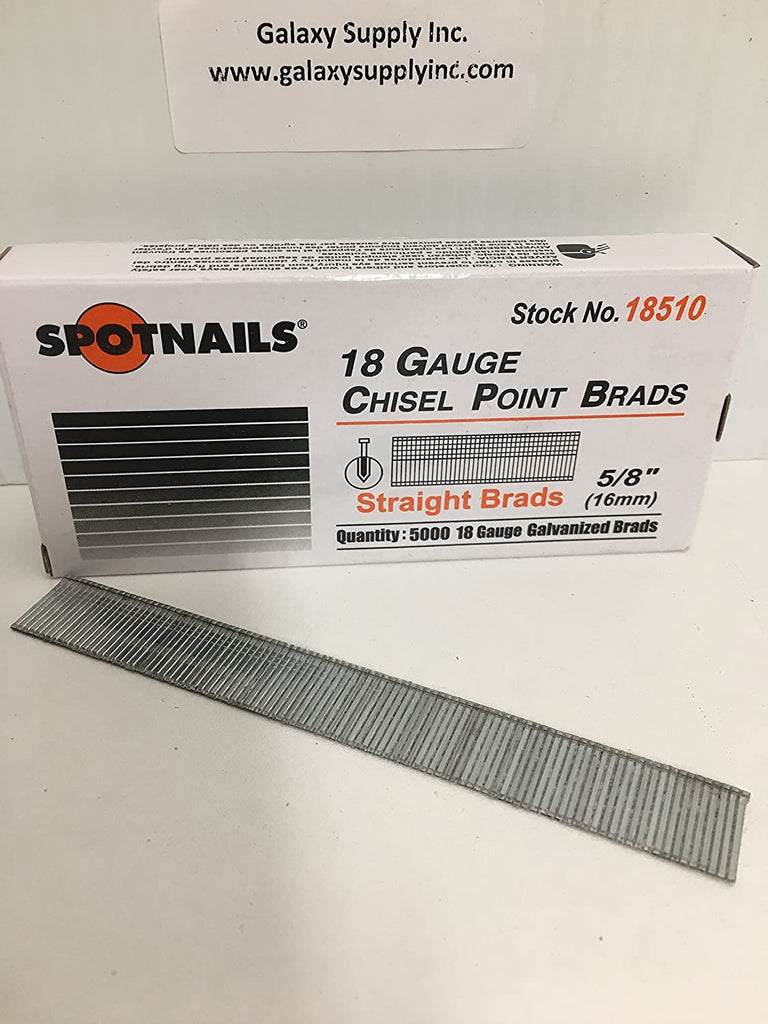 Galaxy Supply Inc.
www.galaxysupplyinc.com
SPOTNAILS®
Stock No. 18510
18 GAUGE
CHISEL POINT BRADS
Straight Brads
5/8"
(16mm)
Quantity: 5000 18 Gauge Galvanized Brads